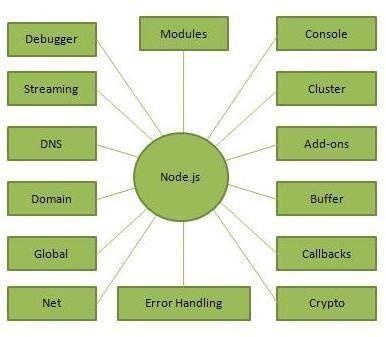 Debugger
Modules
Console
Streaming
Cluster
DNS
Add-ons
Node.js
Domain
Buffer
Global
Callbacks
Net
Error Handling
Crypto